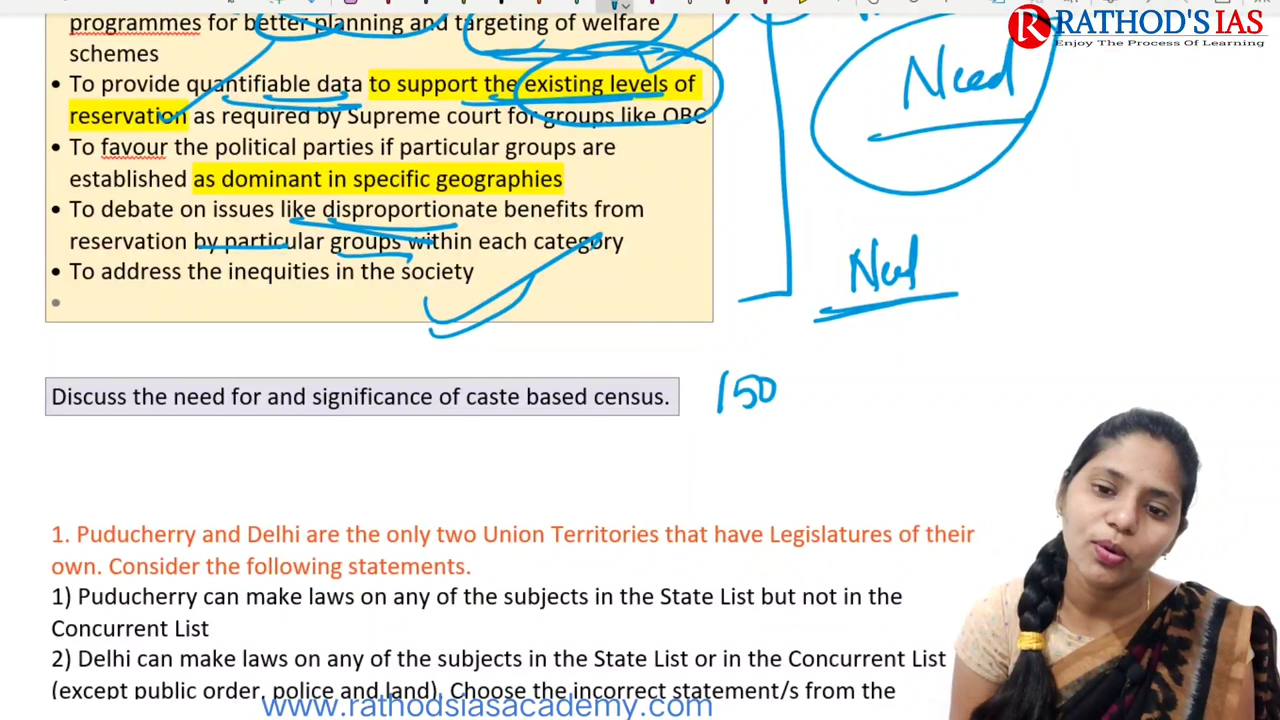 RATHOD'S IAS
Enjoy The Process Of Learning
programmes for better planning and targeting of welfare
schemes
• To provide quantifiable data to support the existing levels of
reservation as required by Supreme court for groups like OBC
• To favour the political parties if particular groups are
established as dominant in specific geographies
• To debate on issues like disproportionate benefits from
reservation by particular groups within each category
• To address the inequities in the society
Need
Need
Discuss the need for and significance of caste based census.
150
1. Puducherry and Delhi are the only two Union Territories that have Legislatures of their
own. Consider the following statements.
1) Puducherry can make laws on any of the subjects in the State List but not in the
Concurrent List
2) Delhi can make laws on any of the subjects in the State List or in the Concurrent List
(except public order, police and land). Choose the incorrect statement/s from the
www.rathodsiasacademy.com